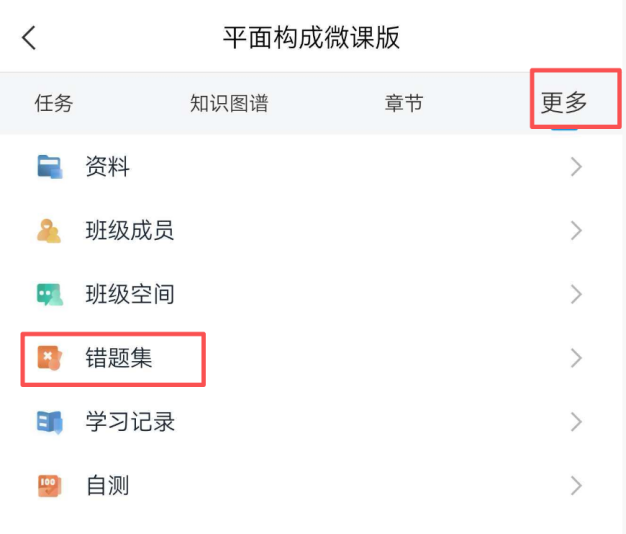 平面构成微课版
任务 知识图谱 章节 更多
资料
班级成员
班级空间
错题集
学习记录
100
自测